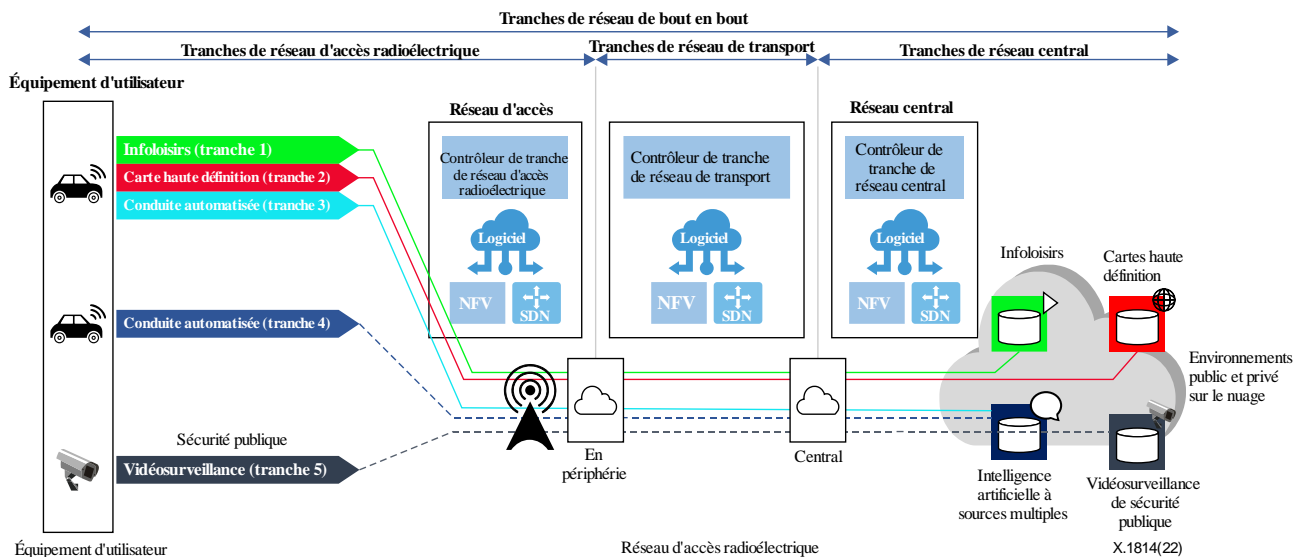 Tranches de réseau de bout en bout
Tranches de réseau d'accès radioélectrique
Tranches de réseau de transport
Tranches de réseau central
Équipement d'utilisateur
Réseau d'accès
Réseau central
Infoloisirs (tranche 1)
Carte haute définition (tranche 2)
Conduite automatisée (tranche 3)
Contrôleur de tranche
de réseau d'accès
radioélectrique
Contrôleur de tranche
de réseau de transport
Contrôleur de
tranche de
réseau central
Logiciel
Logiciel
Logiciel
NFV
SDN
NFV
SDN
NFV
SDN
Infoloisirs
Cartes haute
définition
Conduite automatisée (tranche 4)
Environnements
public et privé
sur le nuage
Sécurité publique
Vidéosurveillance (tranche 5)
En
périphérie
Central
Intelligence
artificielle à
sources multiples
Vidéosurveillance
de sécurité
publique
Équipement d'utilisateur
Réseau d'accès radioélectrique
X.1814(22)